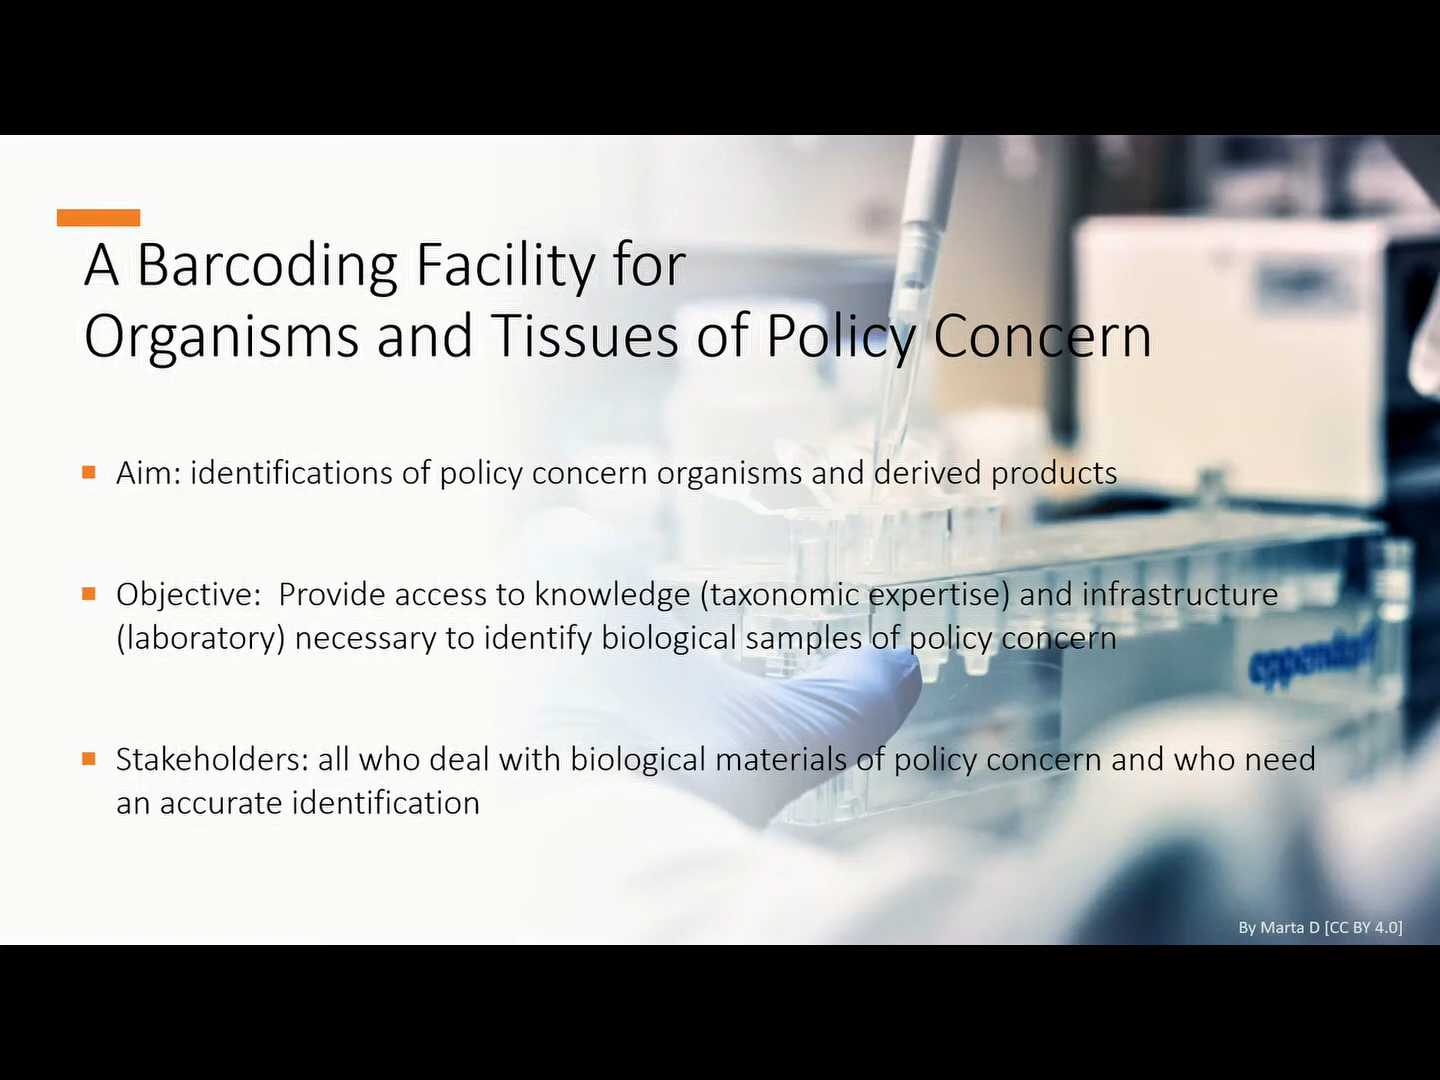 A Barcoding Facility for
Organisms and Tissues of Policy Concern
Aim: identifications of policy concern organisms and derived products
Objective:  Provide access to knowledge (taxonomic expertise) and infrastructure
(laboratory) necessary to identify biological samples of policy concern
eppendorf
Stakeholders: all who deal with biological materials of policy concern and who need
an accurate identification
By Marta D [CC BY 4.0]